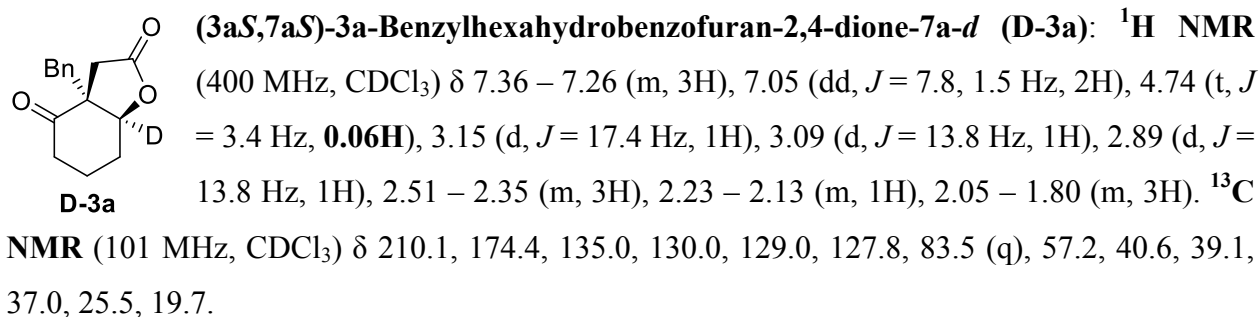 (3aS,7aS)-3a-Benzylhexahydrobenzofuran-2,4-dione-7a-d (D-3a): ¹H NMR
(400 MHz, CDCl₃) δ 7.36 – 7.26 (m, 3H), 7.05 (dd, J = 7.8, 1.5 Hz, 2H), 4.74 (t, J
= 3.4 Hz, 0.06H), 3.15 (d, J = 17.4 Hz, 1H), 3.09 (d, J = 13.8 Hz, 1H), 2.89 (d, J =
13.8 Hz, 1H), 2.51 – 2.35 (m, 3H), 2.23 – 2.13 (m, 1H), 2.05 – 1.80 (m, 3H). ¹³C
NMR (101 MHz, CDCl₃) δ 210.1, 174.4, 135.0, 130.0, 129.0, 127.8, 83.5 (q), 57.2, 40.6, 39.1,
37.0, 25.5, 19.7.
O
Bn
O
O
D
D-3a